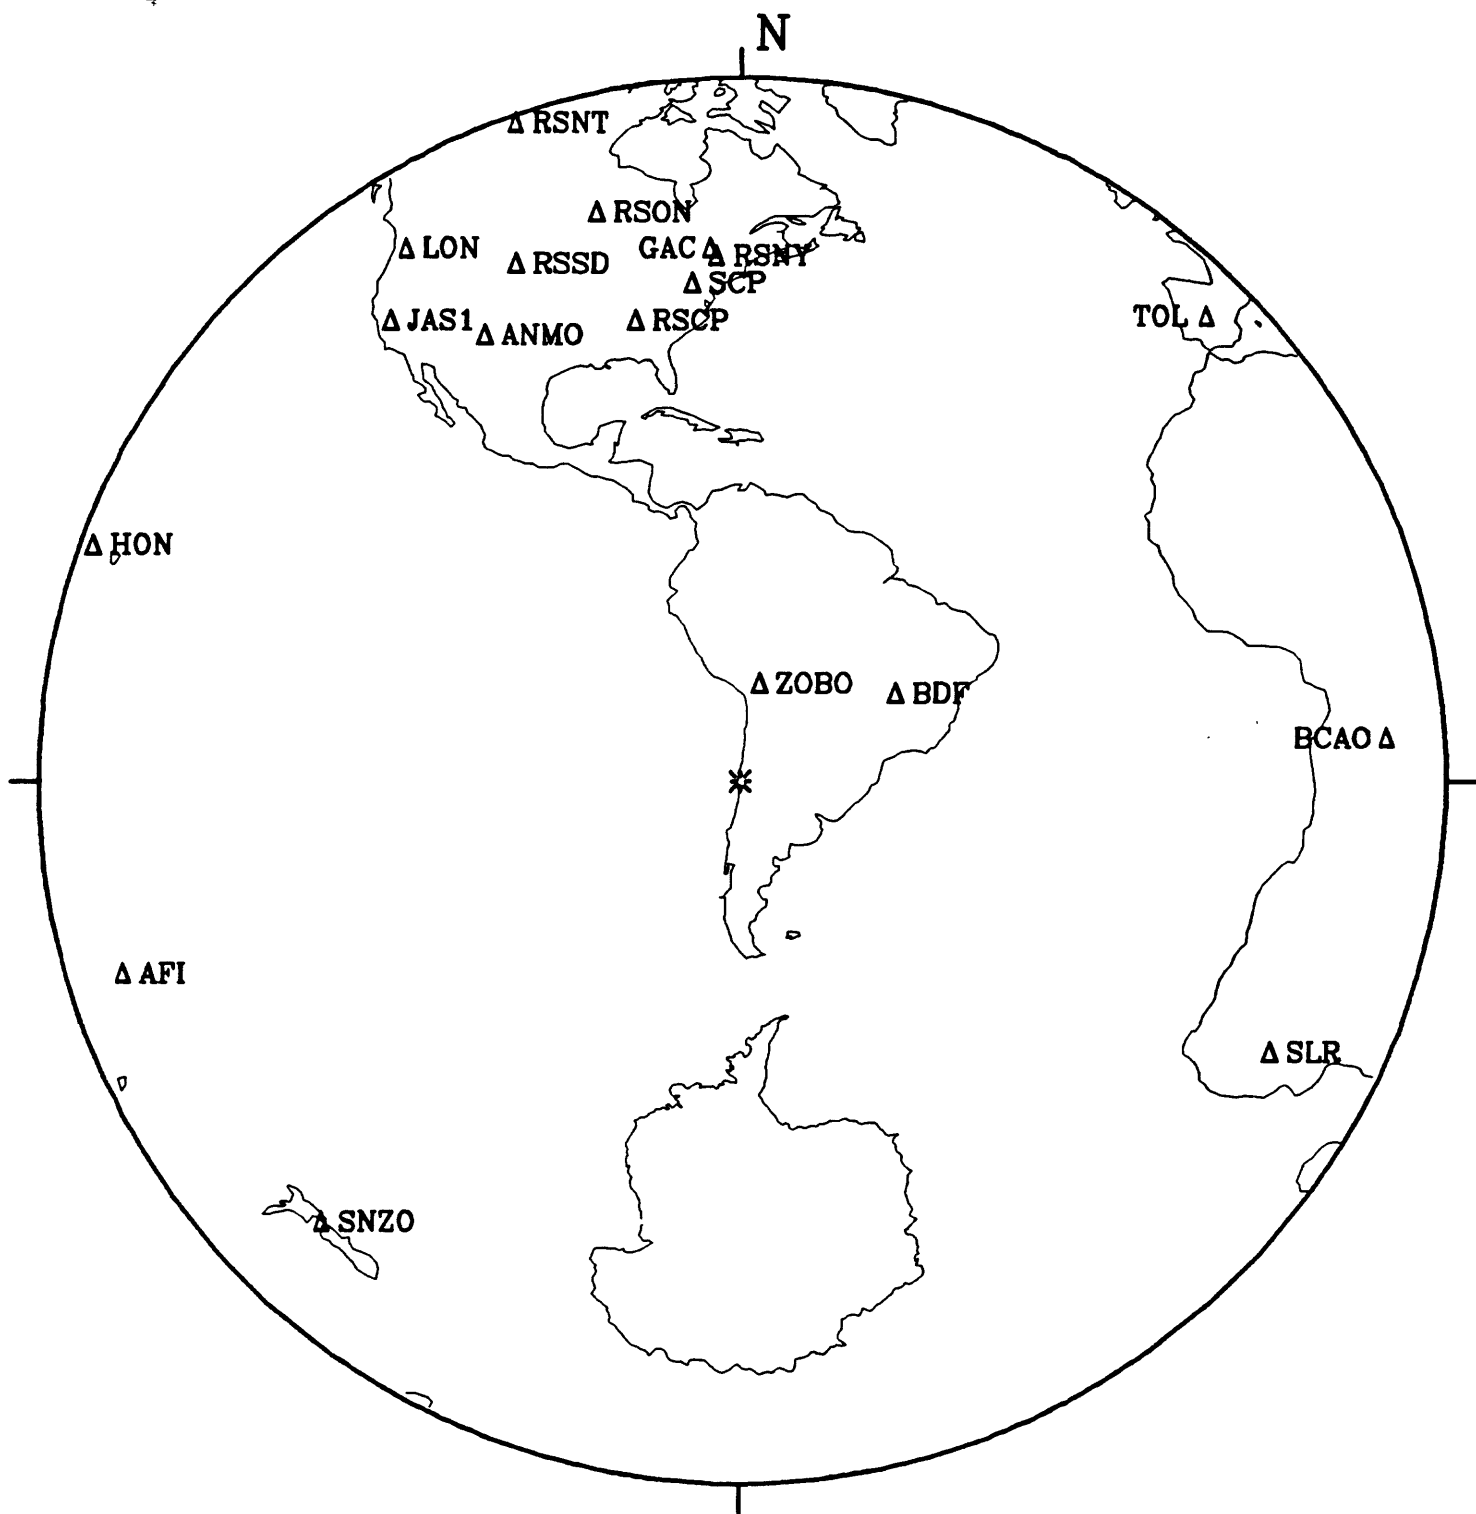 N
RSNT
RSON
LON
GAC
RSNY
RSSD
SCP
TOL
JAS1
RSCP
ANMO
HON
ZOBO
BDF
BCAO
AFI
SLR
SNZO